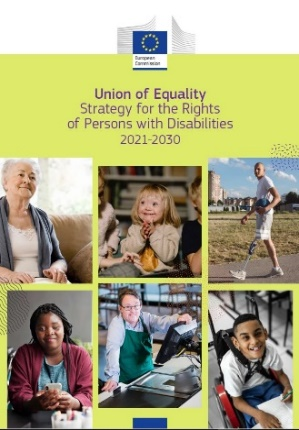 European
Commission
Union of Equality
Strategy for the Rights
of Persons with Disabilities
2021-2030